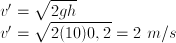 v′ = √2gh
v′ = √2(10)0,2 = 2 m/s